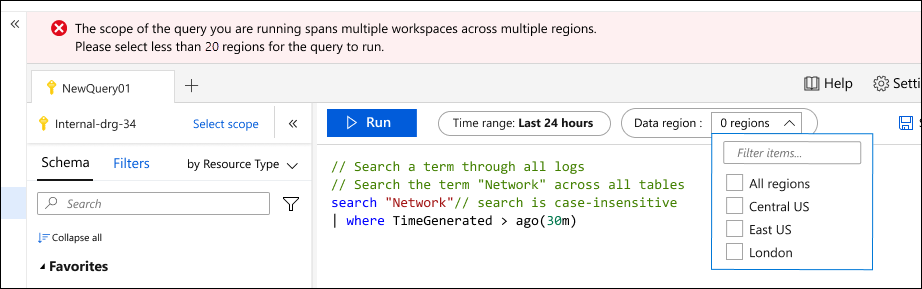 The scope of the query you are running spans multiple workspaces across multiple regions.
Please select less than 20 regions for the query to run.
NewQuery01
Help
Internal-drg-34 Select scope
Run
Time range: Last 24 hours
Data region : 0 regions
Schema Filters by Resource Type
Search
Collapse all
Favorites
// Search a term through all logs
// Search the term "Network" across all tables
search "Network"// search is case-insensitive
| where TimeGenerated > ago(30m)
Filter items...
All regions
Central US
East US
London